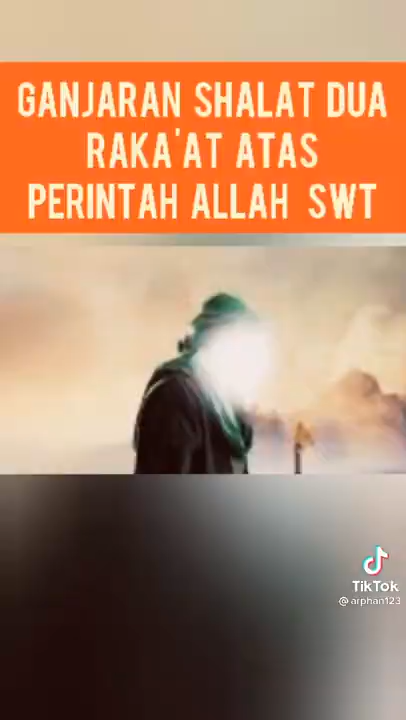 GANJARAN SHALAT DUA
RAKA'AT ATAS
PERINTAH ALLAH SWT
TikTok
@arphan123